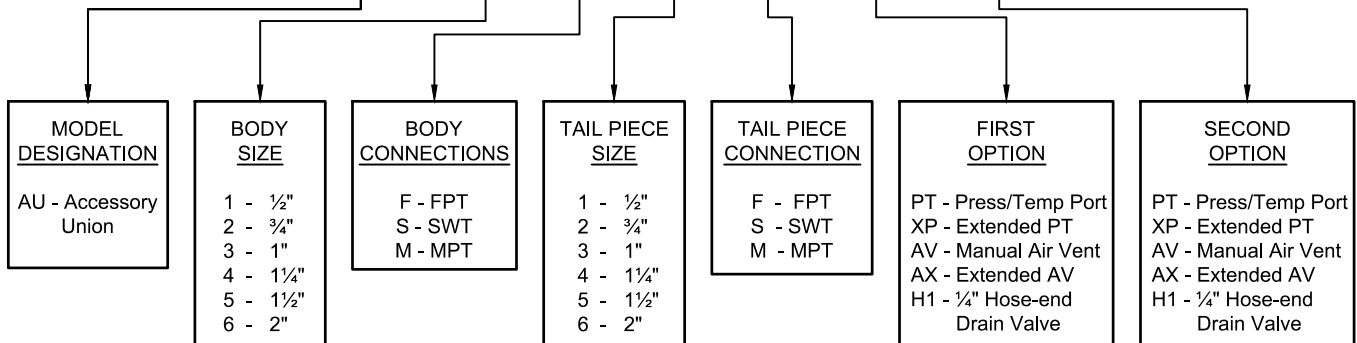 MODEL
DESIGNATION
AU - Accessory
Union
BODY
SIZE
1 - ½"
2 - ¾"
3 - 1"
4 - 1¼"
5 - 1½"
6 - 2"
BODY
CONNECTIONS
F - FPT
S - SWT
M - MPT
TAIL PIECE
SIZE
1 - ½"
2 - ¾"
3 - 1"
4 - 1¼"
5 - 1½"
6 - 2"
TAIL PIECE
CONNECTION
F - FPT
S - SWT
M - MPT
FIRST
OPTION
PT - Press/Temp Port
XP - Extended PT
AV - Manual Air Vent
AX - Extended AV
H1 - ¼" Hose-end
Drain Valve
SECOND
OPTION
PT - Press/Temp Port
XP - Extended PT
AV - Manual Air Vent
AX - Extended AV
H1 - ¼" Hose-end
Drain Valve